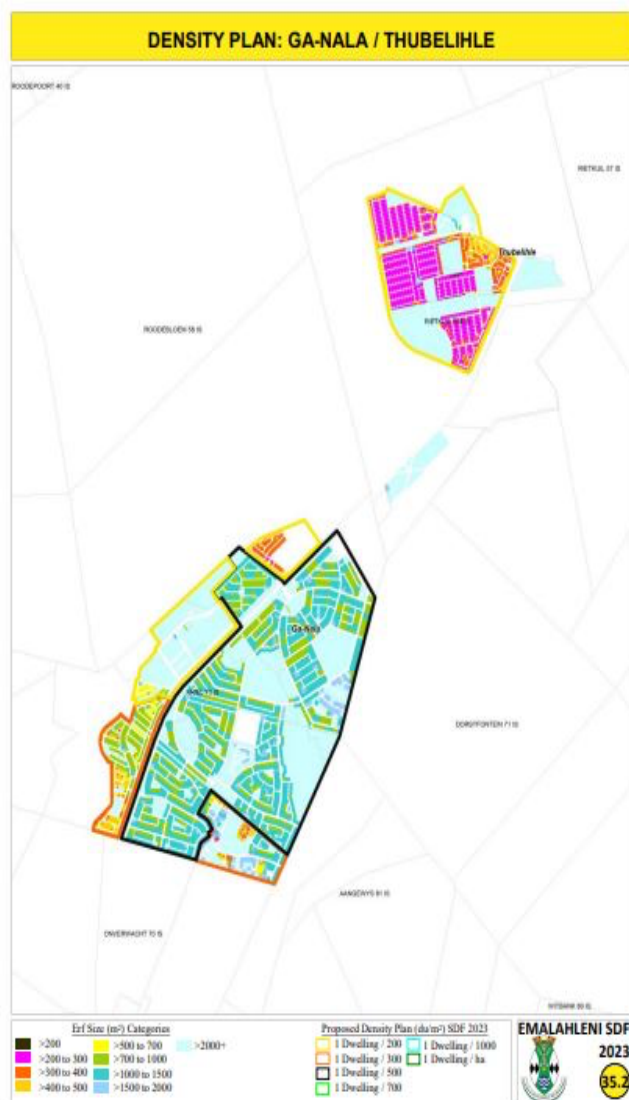 DENSITY PLAN: GA-NALA / THUBELIHLE
ROODEPOORT 40 IS
RIETKUIL 57 IS
Thubelihle
ROODEBLOEM 58 IS
Ga-Nala
DORSTFONTEIN 71 IS
AANGEWYS 81 IS
ONVERWACHT 70 IS
Erf Size (m²) Categories
>200
>200 to 300
>300 to 400
>400 to 500
>500 to 700
>700 to 1000
>1000 to 1500
>1500 to 2000
>2000+
Proposed Density Plan (du/m²) SDF 2023
1 Dwelling / 200
1 Dwelling / 300
1 Dwelling / 500
1 Dwelling / 700
1 Dwelling / 1000
1 Dwelling / ha
EMALAHLENI SDF
2023
35.2